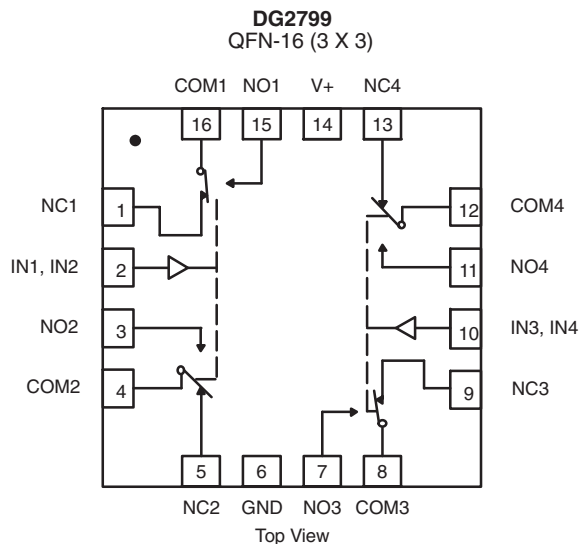 DG2799
QFN-16 (3 X 3)
COM1 NO1 V+ NC4
16 15 14 13
NC1 1 12 COM4
IN1, IN2 2 11 NO4
NO2 3 10 IN3, IN4
COM2 4 9 NC3
5 6 7 8
NC2 GND NO3 COM3
Top View